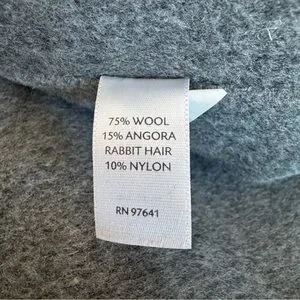 75% WOOL
15% ANGORA
RABBIT HAIR
10% NYLON
RN 97641